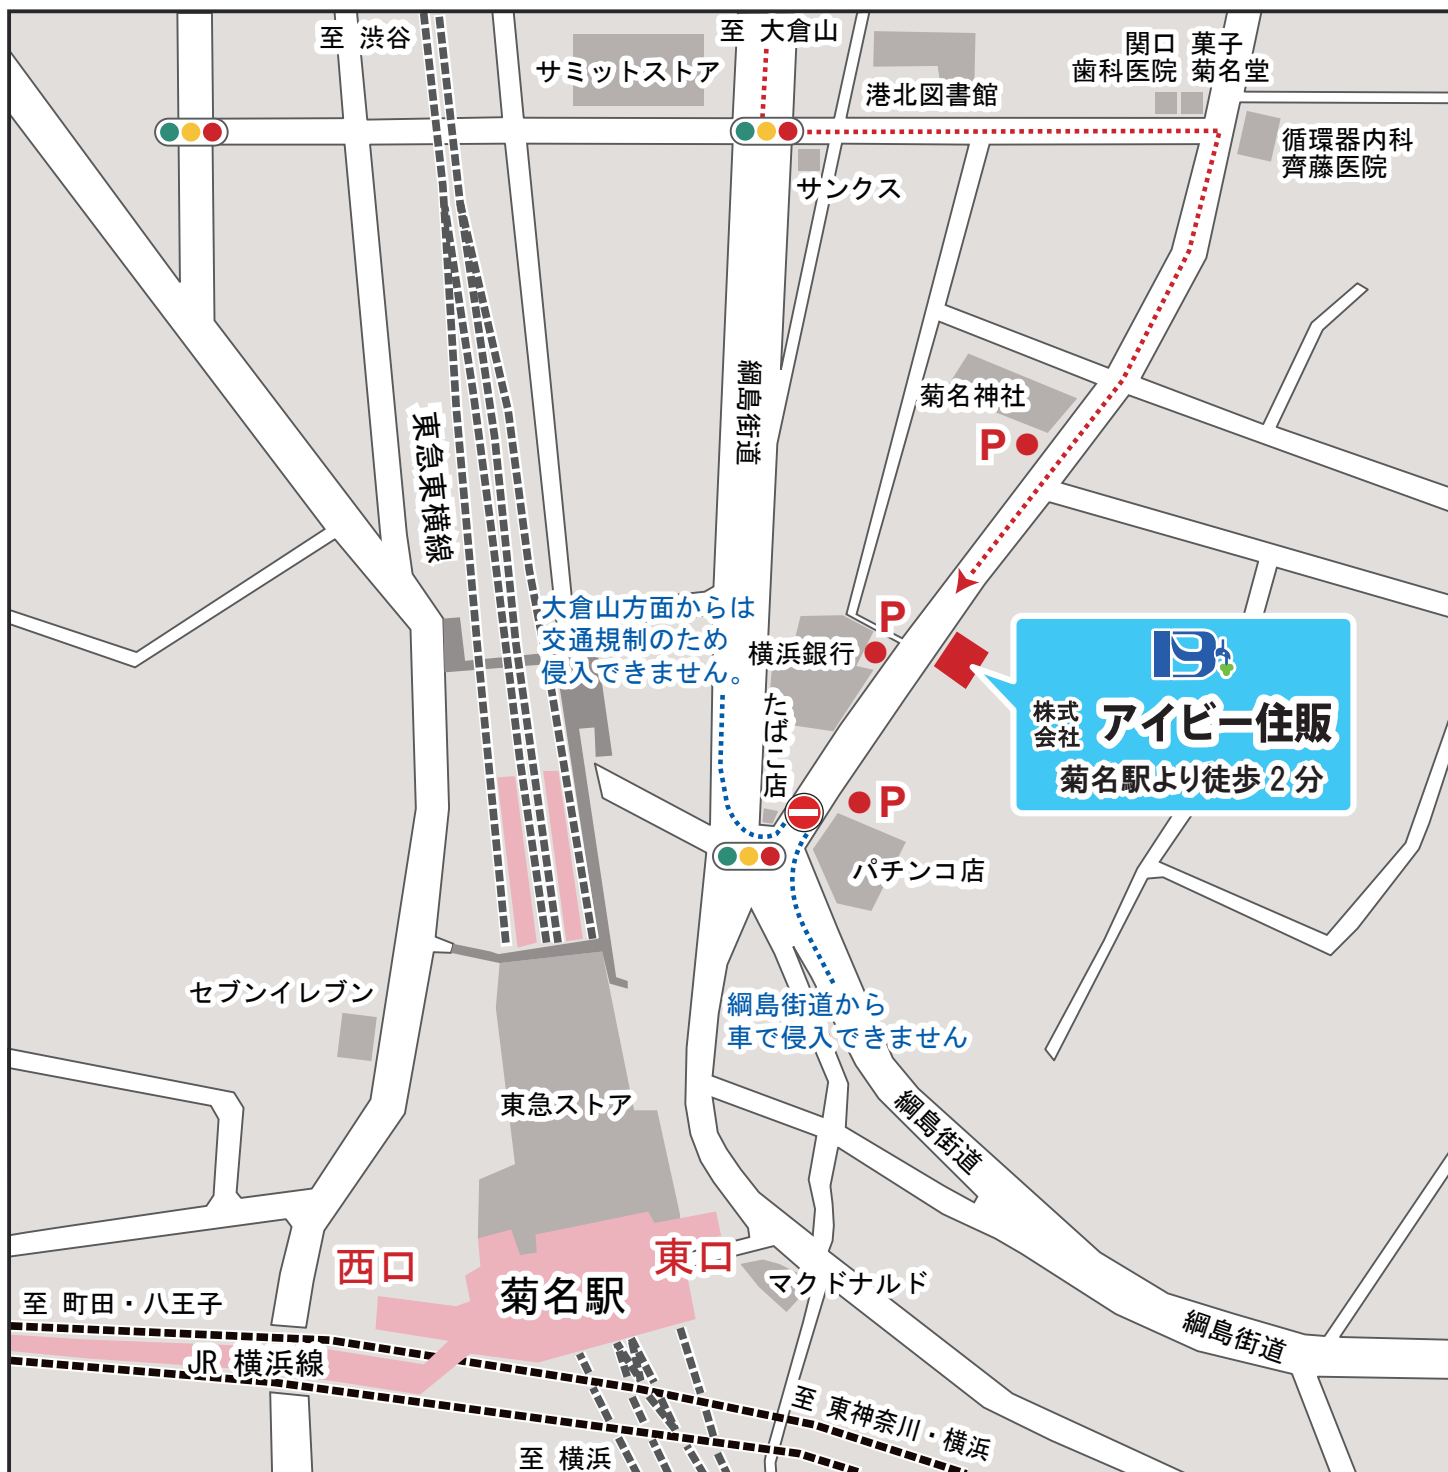 至 渋谷
至 大倉山
サミットストア
港北図書館
関口
歯科医院
菓子
菊名堂
循環器内科
齊藤医院
サンクス
綱島街道
菊名神社
P
東急東横線
大倉山方面からは
交通規制のため
侵入できません。
P
横浜銀行
たばこ店
株式
会社
アイビー住販
菊名駅より徒歩2分
P
パチンコ店
セブンイレブン
綱島街道から
車で侵入できません
東急ストア
綱島街道
西口
東口
菊名駅
マクドナルド
至 町田・八王子
JR 横浜線
綱島街道
至 東神奈川・横浜
至 横浜